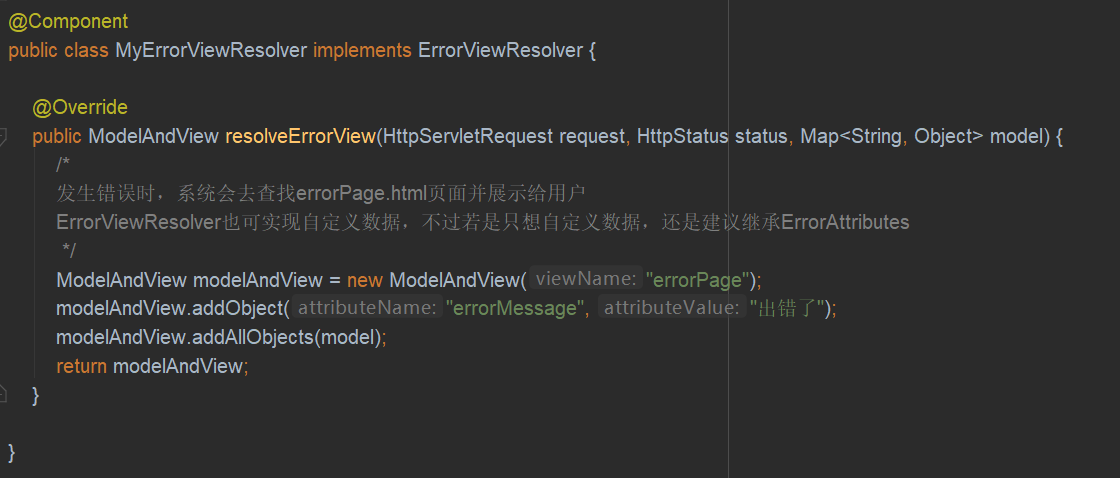 @Component
public class MyErrorViewResolver implements ErrorViewResolver {
@Override
public ModelAndView resolveErrorView(HttpServletRequest request, HttpStatus status, Map<String, Object> model) {
/*
发生错误时，系统会去查找errorPage.html页面并展示给用户
ErrorViewResolver也可实现自定义数据，不过若是只想自定义数据，还是建议继承ErrorAttributes
*/
ModelAndView modelAndView = new ModelAndView( viewName: "errorPage");
modelAndView.addObject( attributeName: "errorMessage", attributeValue: "出错了");
modelAndView.addAllObjects(model);
return modelAndView;
}
}